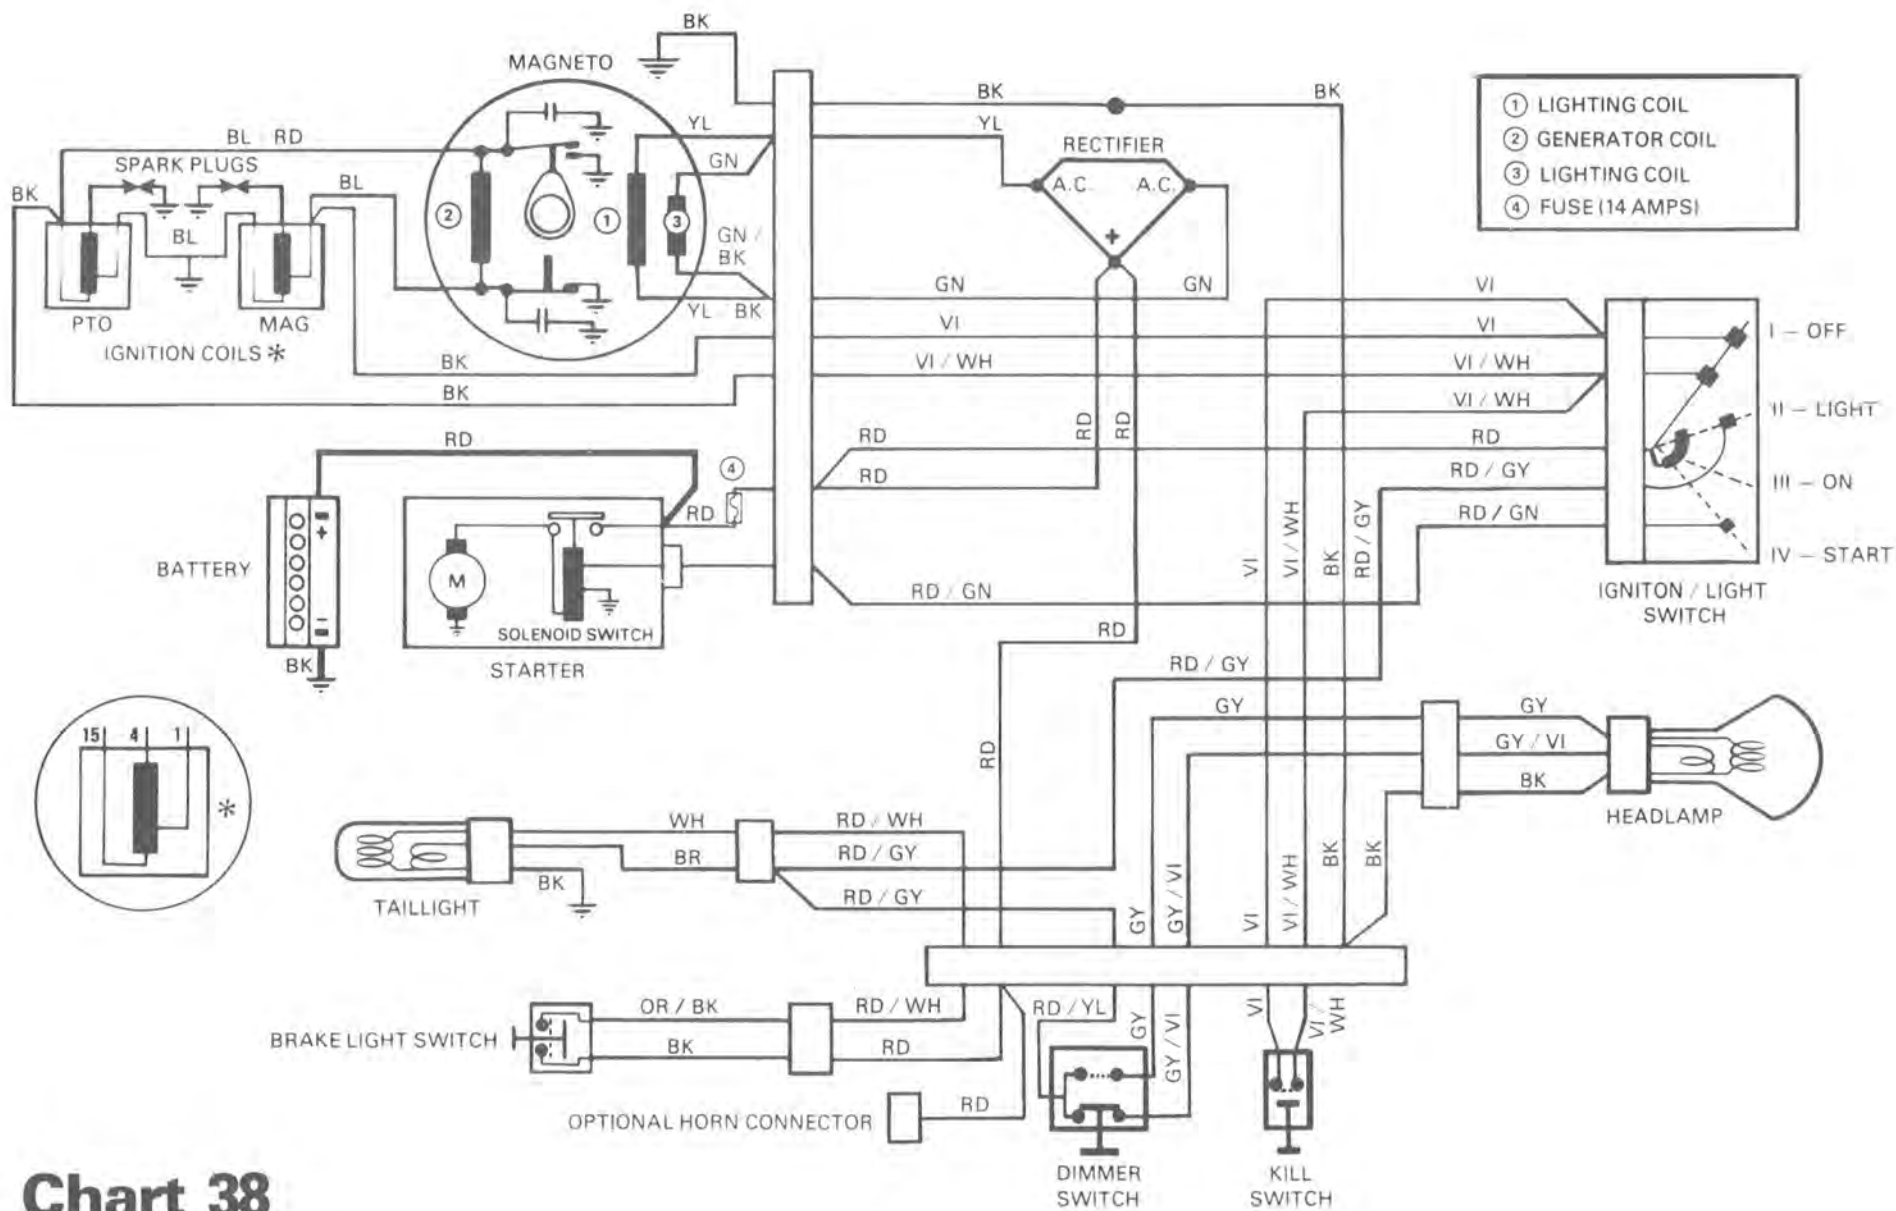 BK
MAGNETO
BK
BK
YL
YL
RECTIFIER
A.C.
A.C.
+
① LIGHTING COIL
② GENERATOR COIL
③ LIGHTING COIL
④ FUSE (14 AMPS)
BL RD
SPARK PLUGS
BK
BL
BL
GN
②
①
③
GN /
BK
YL BK
PTO
MAG
IGNITION COILS *
BK
BK
GN
GN
VI
VI
VI
VI / WH
VI / WH
VI / WH
RD
RD
RD
RD
RD
RD / GY
RD / GN
I – OFF
II – LIGHT
III – ON
IV – START
IGNITON / LIGHT
SWITCH
RD
④
RD
+
–
BATTERY
BK
M
SOLENOID SWITCH
STARTER
RD / GN
VI
VI / WH
BK
RD / GY
RD
RD / GY
RD
GY
GY
GY / VI
BK
HEADLAMP
15
4
1
*
WH
RD / WH
BR
RD / GY
BK
RD / GY
TAILLIGHT
GY
GY / VI
VI
VI / WH
BK
BK
OR / BK
RD / WH
BRAKE LIGHT SWITCH
BK
RD
RD / YL
GY
GY / VI
VI
VI /
WH
OPTIONAL HORN CONNECTOR
RD
DIMMER
SWITCH
KILL
SWITCH
Chart 38